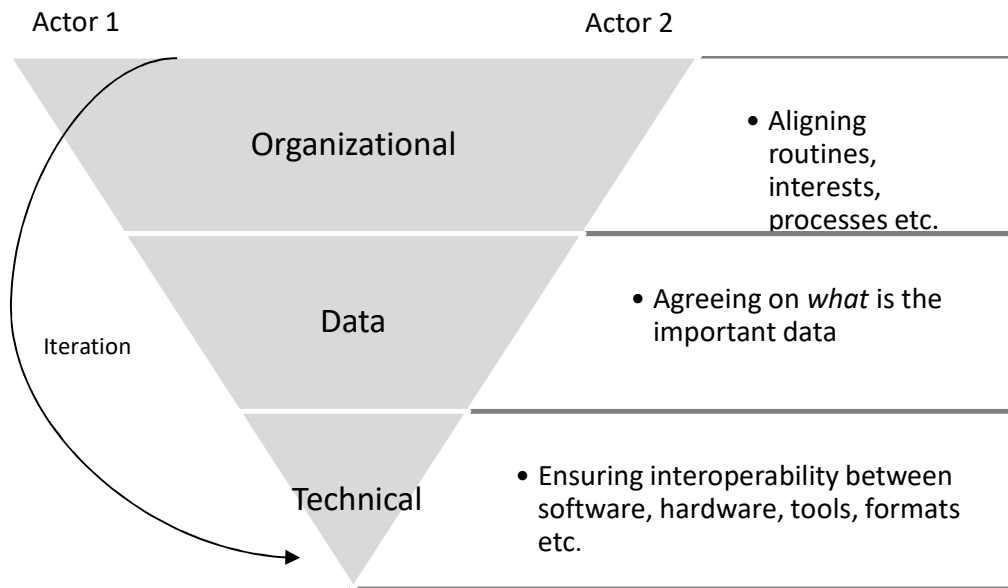 Actor 1
Actor 2
Organizational
• Aligning
routines,
interests,
processes etc.
Data
• Agreeing on what is the
important data
Iteration
Technical
• Ensuring interoperability between
software, hardware, tools, formats
etc.